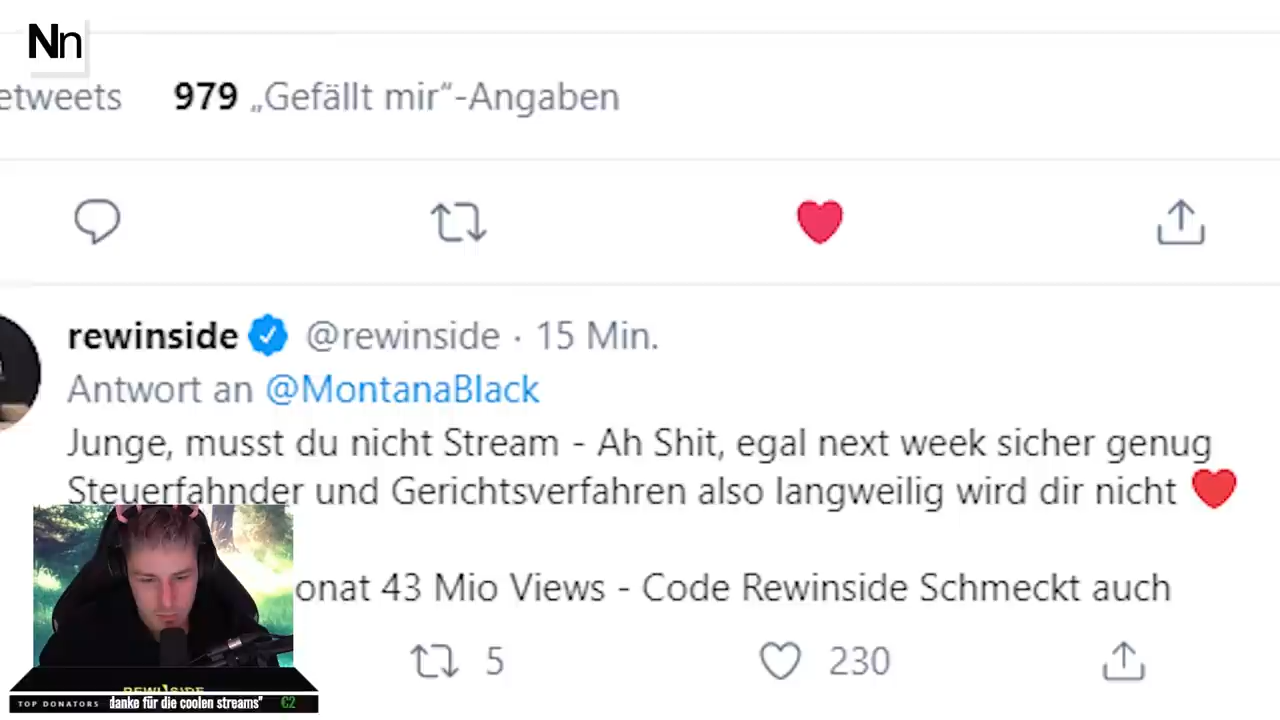 Nn
etweets 979 „Gefällt mir“-Angaben
rewinside @rewinside · 15 Min.
Antwort an @MontanaBlack
Junge, musst du nicht Stream - Ah Shit, egal next week sicher genug
Steuerfahnder und Gerichtsverfahren also langweilig wird dir nicht ❤️
onat 43 Mio Views - Code Rewinside Schmeckt auch
5 230
REWINSIDE
TOP DONATORS danke für die coolen streams" €2